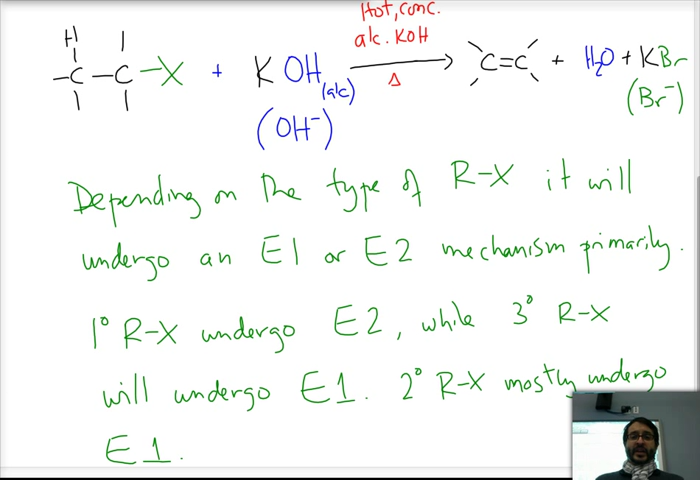 Hot, conc.
alc. KOH
H
-C-C-X + KOH(alc) → C=C + H₂O + KBr
Δ
(OH⁻) (Br⁻)
Depending on the type of R-X it will
undergo an E1 or E2 mechanism primarily.
1° R-X undergo E2, while 3° R-X
will undergo E1. 2° R-X mostly undergo
E1.